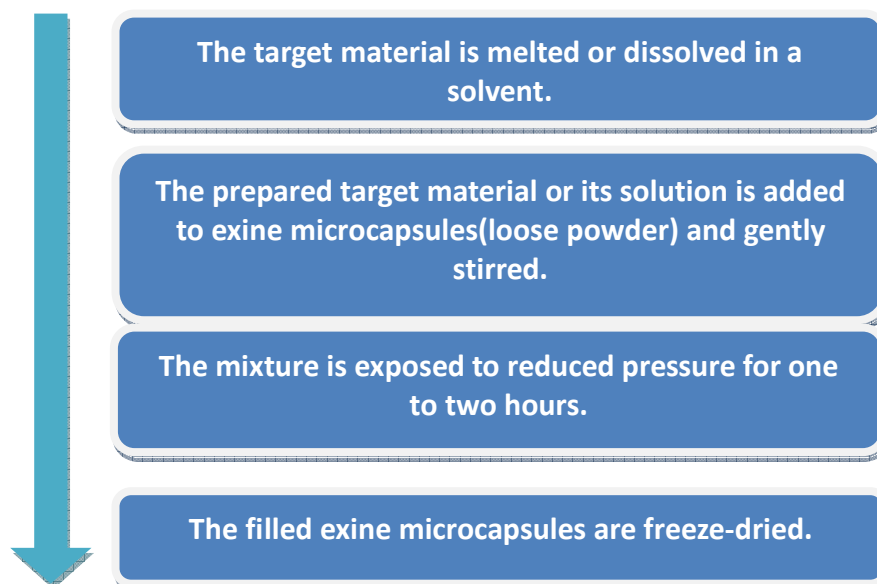 The target material is melted or dissolved in a
solvent.
The prepared target material or its solution is added
to exine microcapsules(loose powder) and gently
stirred.
The mixture is exposed to reduced pressure for one
to two hours.
The filled exine microcapsules are freeze-dried.